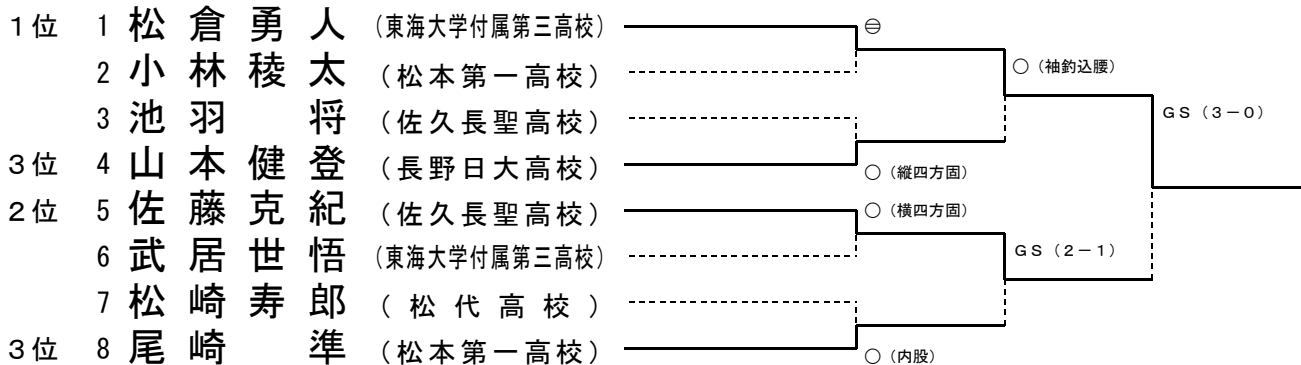 1位 1 松倉勇人 (東海大学付属第三高校) ㊀
2 小林稜太 (松本第一高校) ○(袖釣込腰)
3 池羽 将 (佐久長聖高校) GS(3-0)
3位 4 山本健登 (長野日大高校) ○(縦四方固)
2位 5 佐藤克紀 (佐久長聖高校) ○(横四方固)
6 武居世悟 (東海大学付属第三高校) GS(2-1)
7 松崎寿郎 (松代高校)
3位 8 尾崎 準 (松本第一高校) ○(内股)